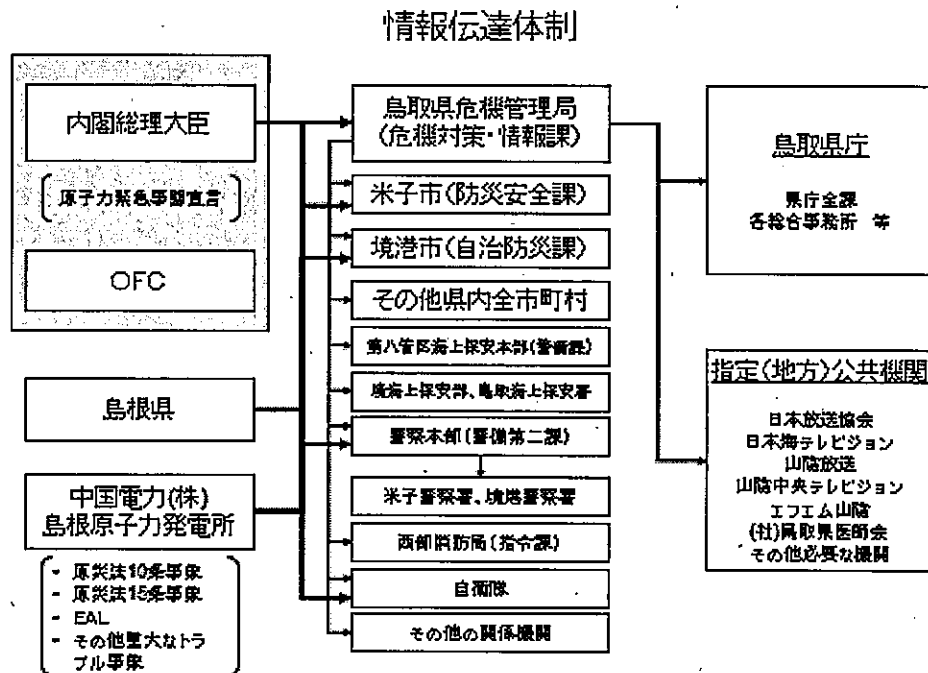 情報伝達体制
内閣総理大臣
原子力緊急事態宣言
OFC
島根県
中国電力(株)
島根原子力発電所
- 原災法10条事象
- 原災法15条事象
- EAL
- その他重大なトラ
ブル事象
鳥取県危機管理局
(危機対策・情報課)
米子市(防災安全課)
境港市(自治防災課)
その他県内全市町村
第八管区海上保安本部(警備課)
境海上保安部、鳥取海上保安署
警察本部(警備第二課)
米子警察署、境港警察署
西部消防局(指令課)
自衛隊
その他の関係機関
鳥取県庁
県庁全課
各総合事務所 等
指定(地方)公共機関
日本放送協会
日本海テレビジョン
山陰放送
山陰中央テレビジョン
エフエム山陰
(社)鳥取県医師会
その他必要な機関